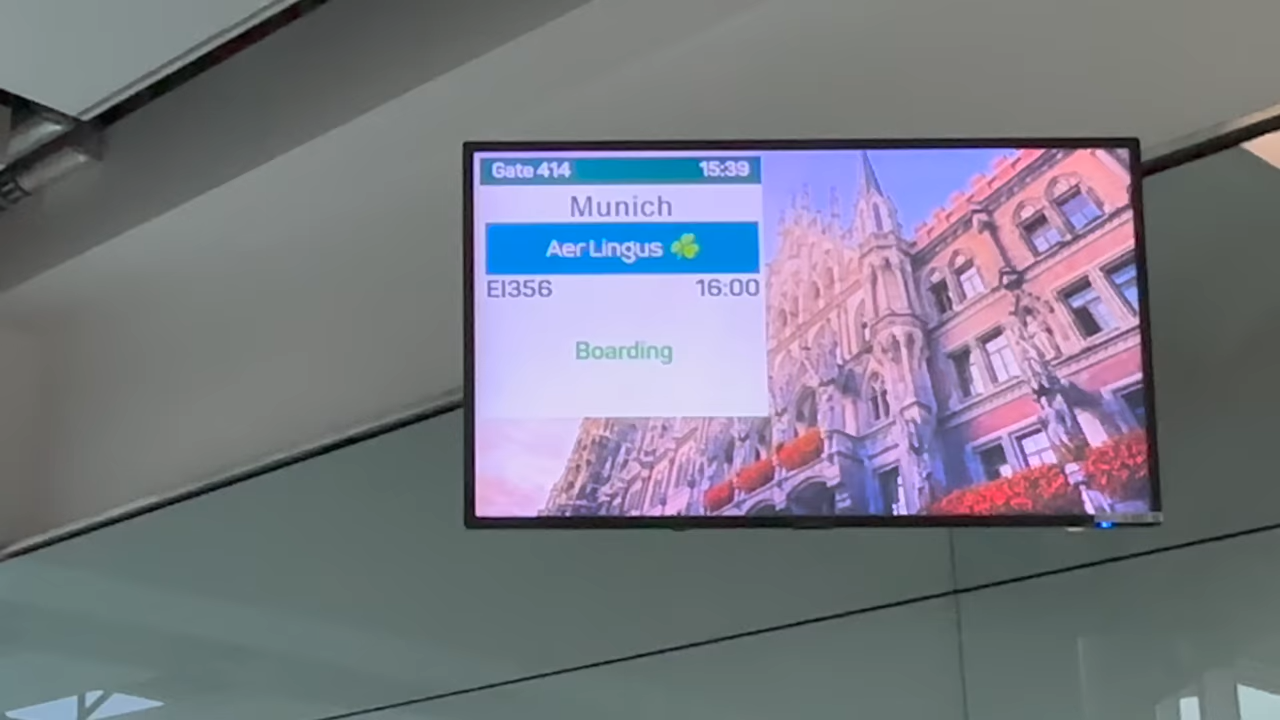 Gate 414 15:39
Munich
Aer Lingus
EI356 16:00
Boarding